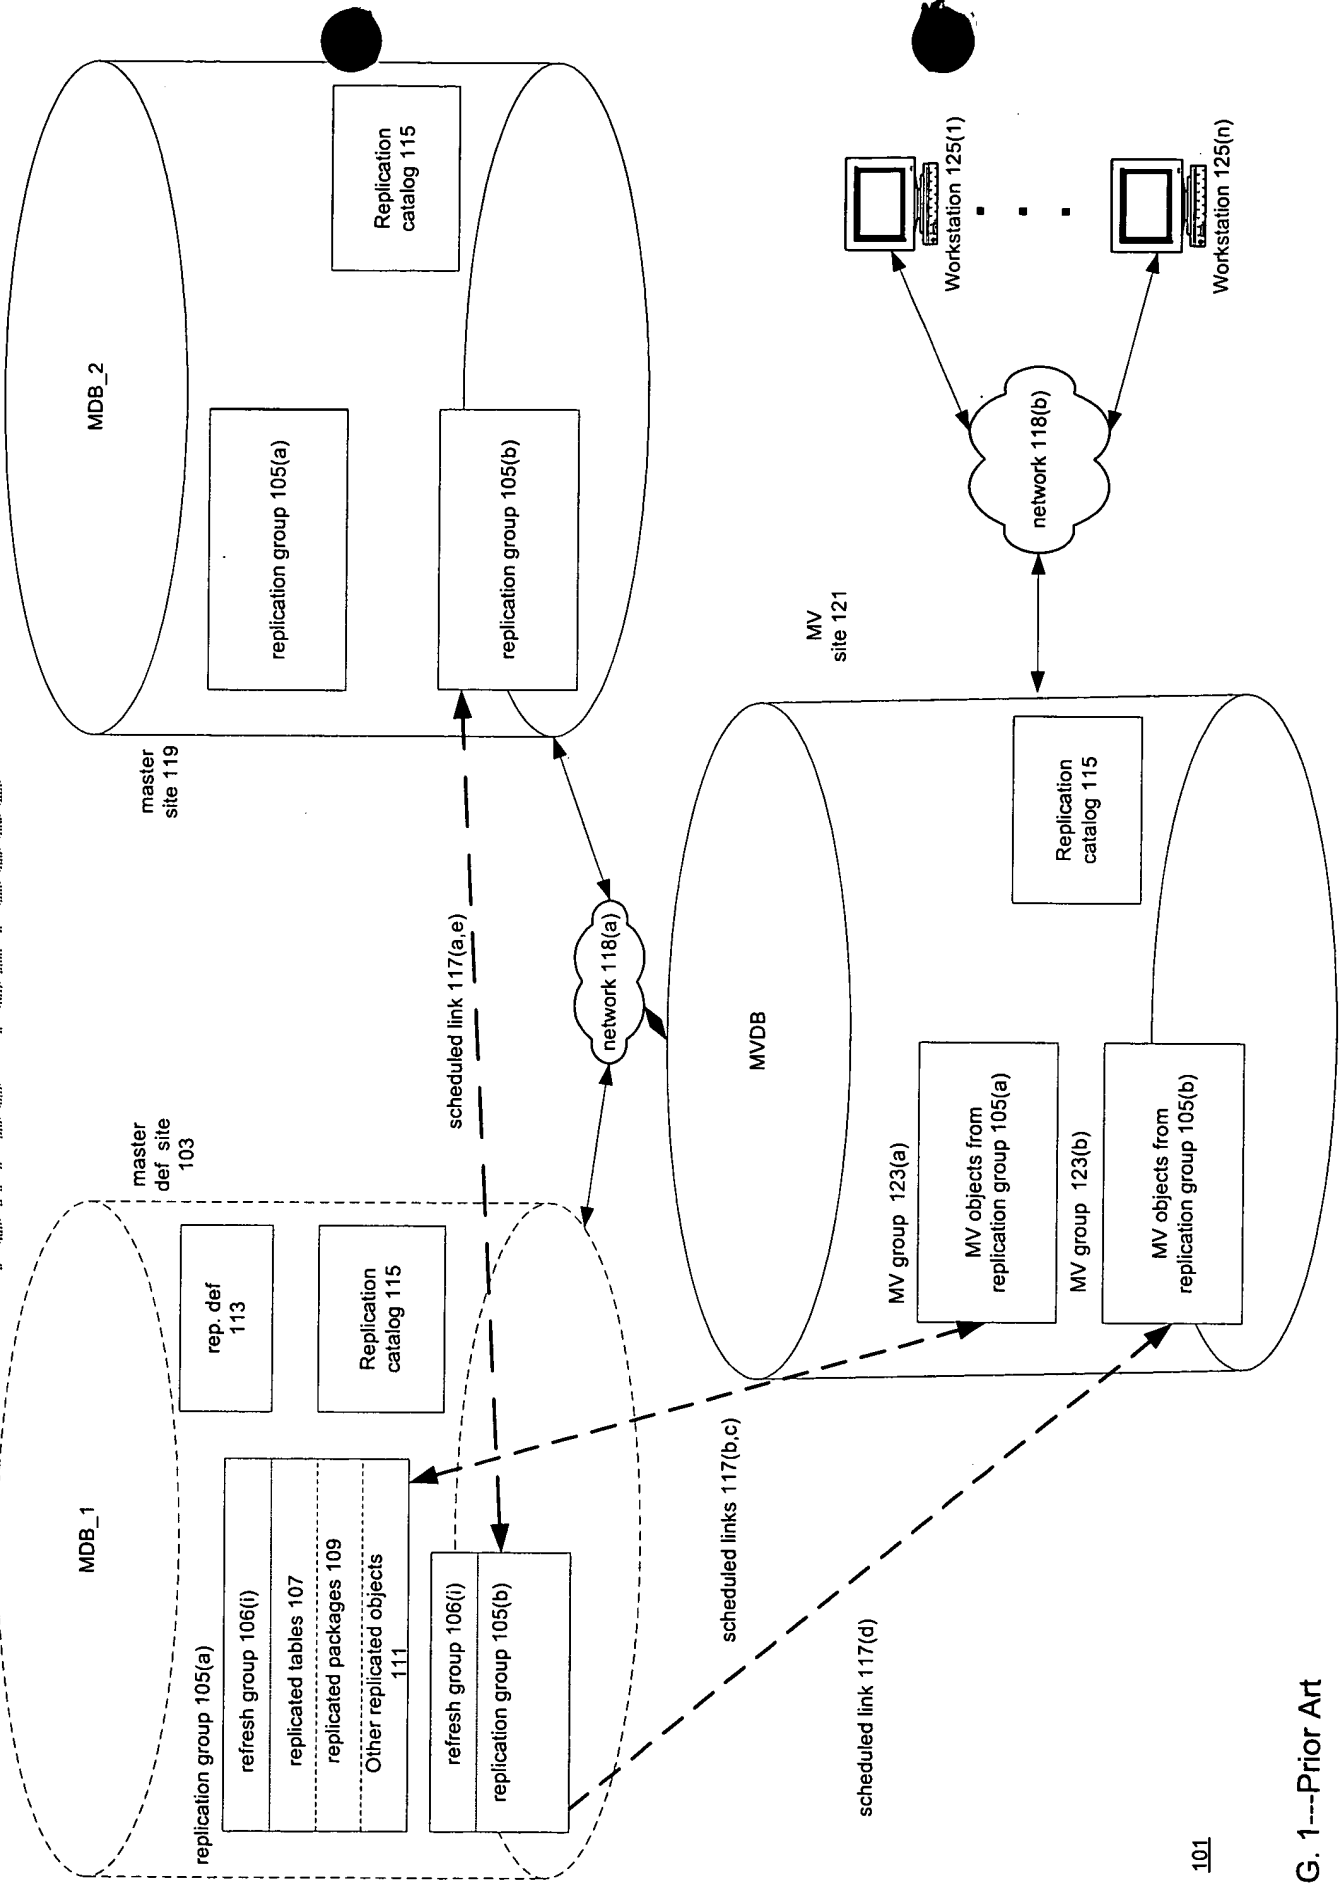 MDB_1
master
def  site
103
rep. def
113
Replication
catalog 115
replication group 105(a)
refresh group 106(i)
replicated tables 107
replicated packages 109
Other replicated objects
111
refresh group 106(i)
replication group 105(b)
MDB_2
master
site 119
replication group 105(a)
replication group 105(b)
Replication
catalog 115
scheduled link 117(a,e)
network 118(a)
scheduled links 117(b,c)
scheduled link 117(d)
MVDB
MV
site 121
MV group  123(a)
MV objects from
replication group 105(a)
MV group  123(b)
MV objects from
replication group 105(b)
Replication
catalog 115
network 118(b)
Workstation 125(1)
Workstation 125(n)
101
G. 1---Prior Art